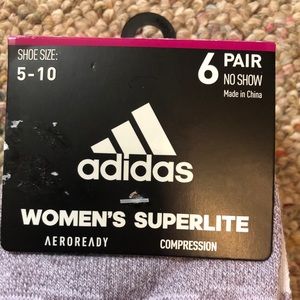 SHOE SIZE:
5-10
6 PAIR
NO SHOW
Made in China
adidas
WOMEN'S SUPERLITE
AEROREADY COMPRESSION